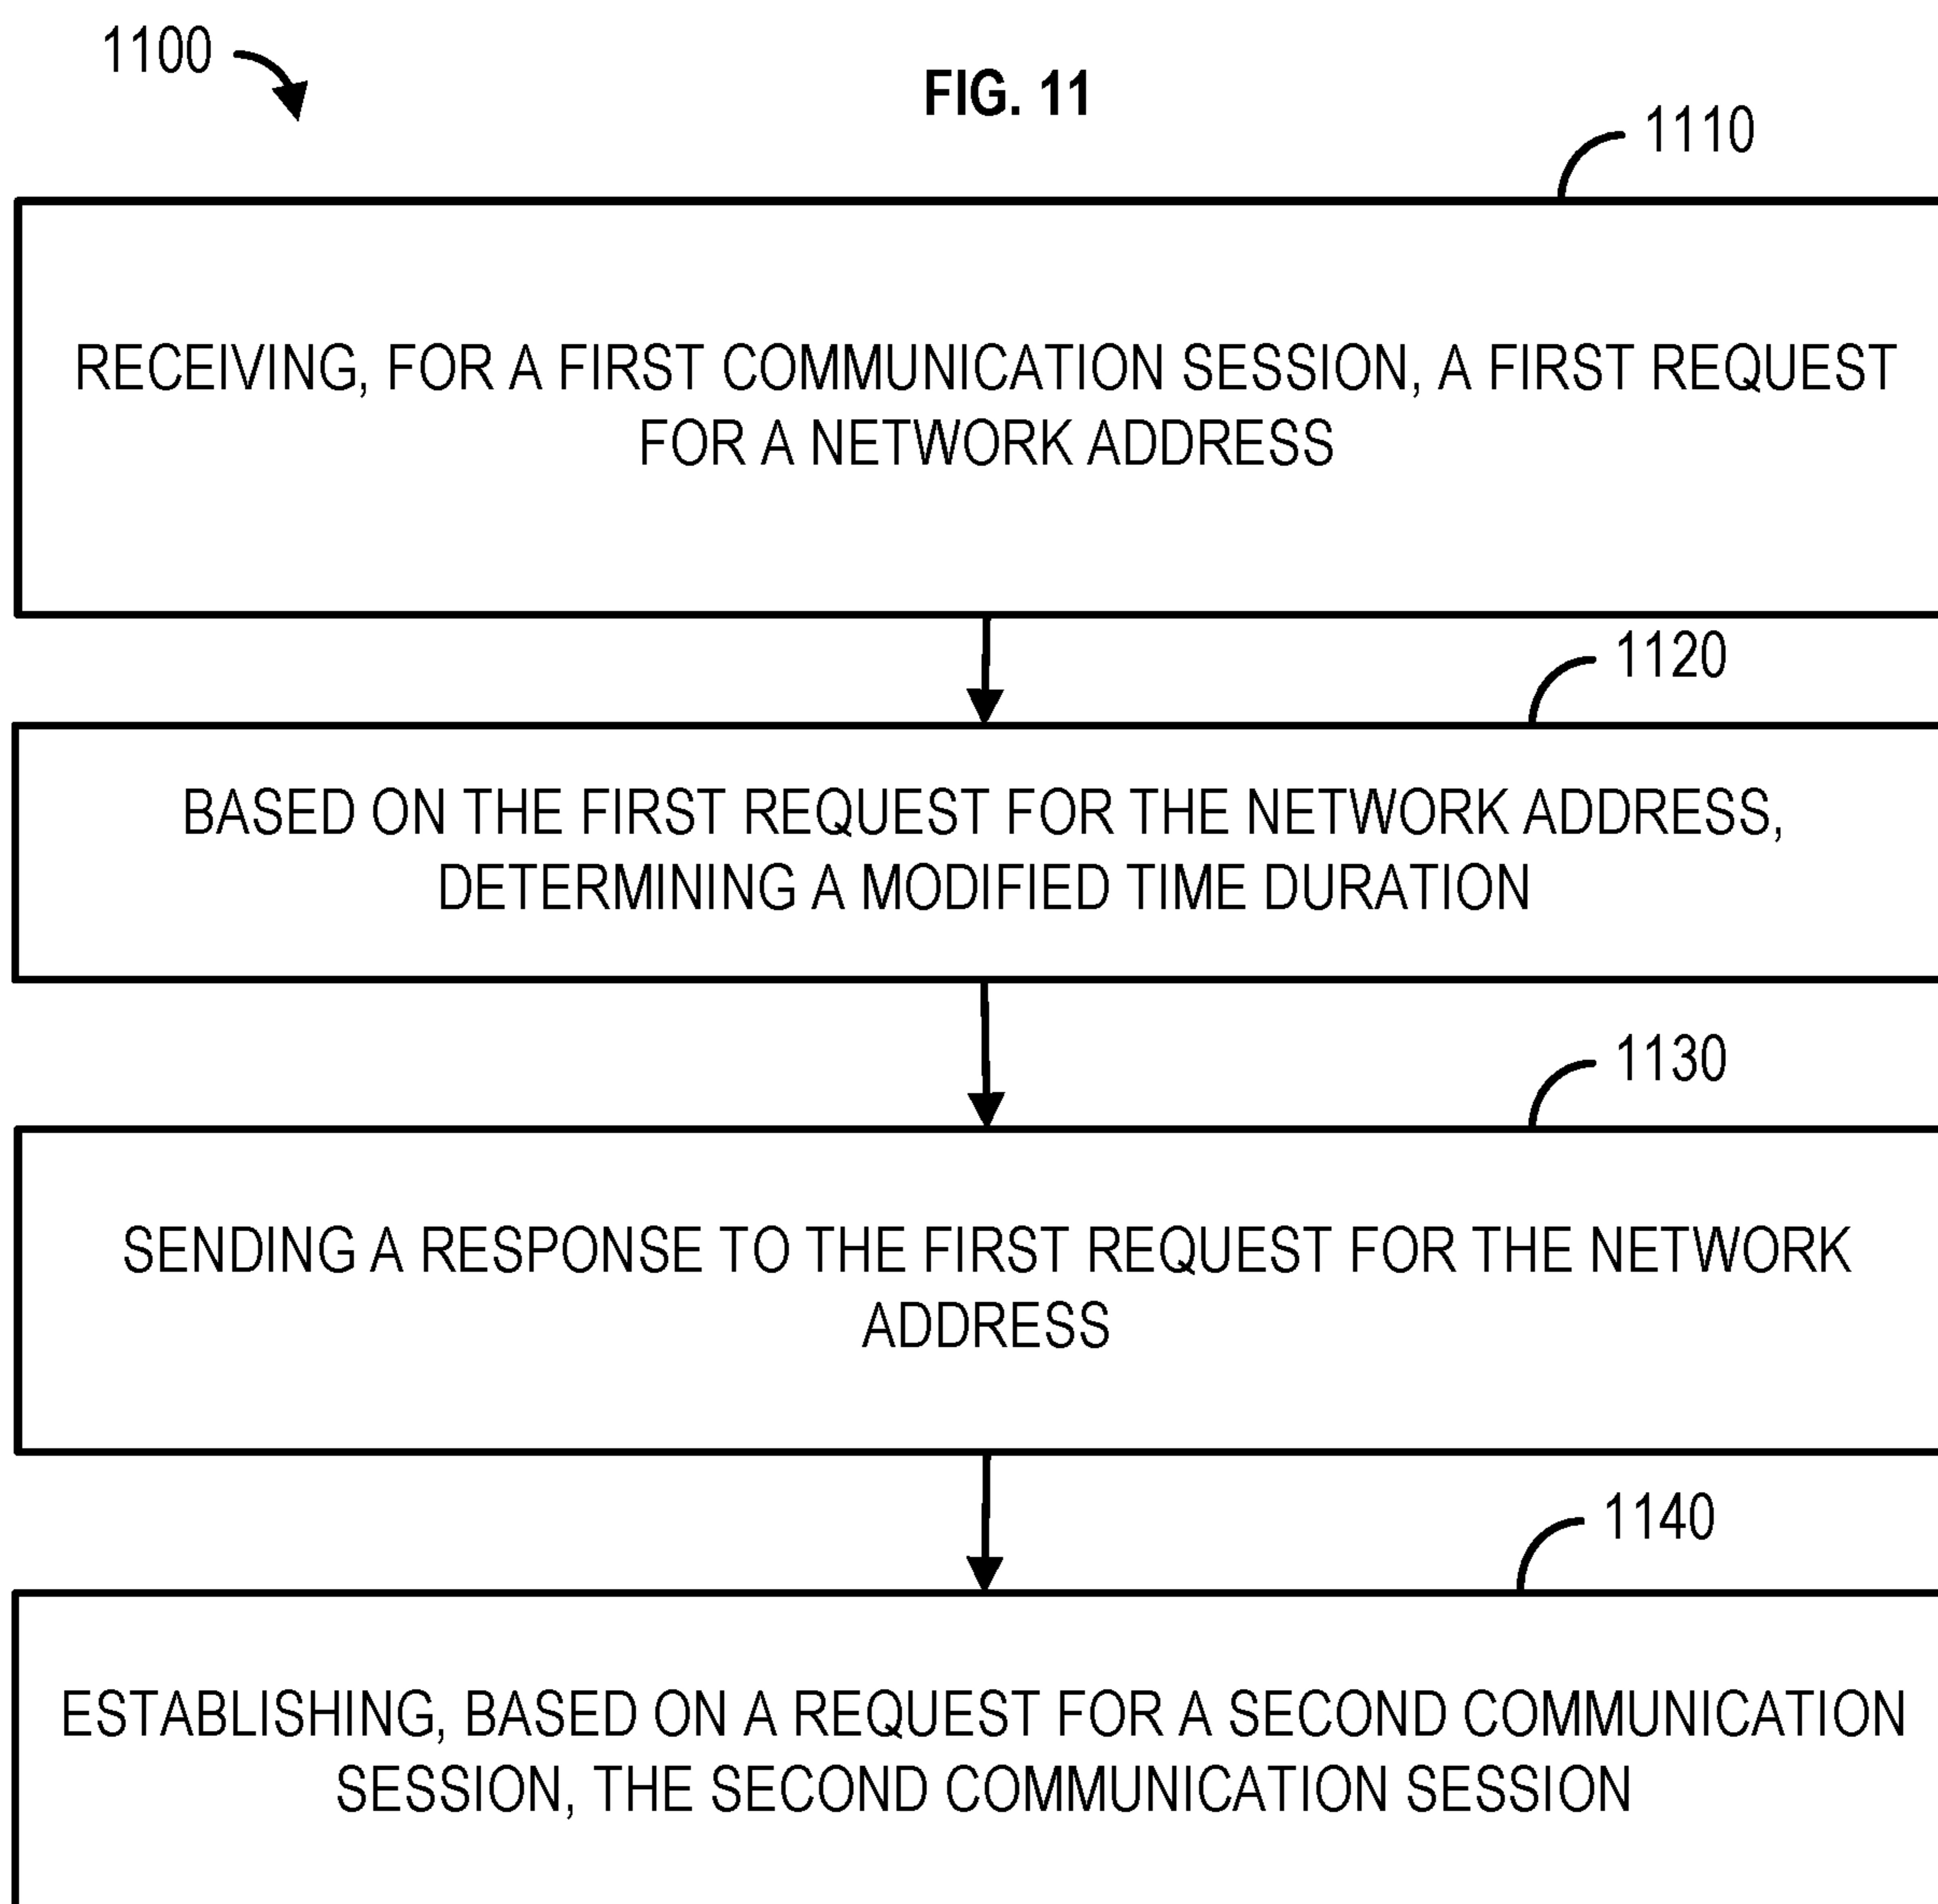 1100
FIG. 11
1110
RECEIVING, FOR A FIRST COMMUNICATION SESSION, A FIRST REQUEST
FOR A NETWORK ADDRESS
1120
BASED ON THE FIRST REQUEST FOR THE NETWORK ADDRESS,
DETERMINING A MODIFIED TIME DURATION
1130
SENDING A RESPONSE TO THE FIRST REQUEST FOR THE NETWORK
ADDRESS
1140
ESTABLISHING, BASED ON A REQUEST FOR A SECOND COMMUNICATION
SESSION, THE SECOND COMMUNICATION SESSION